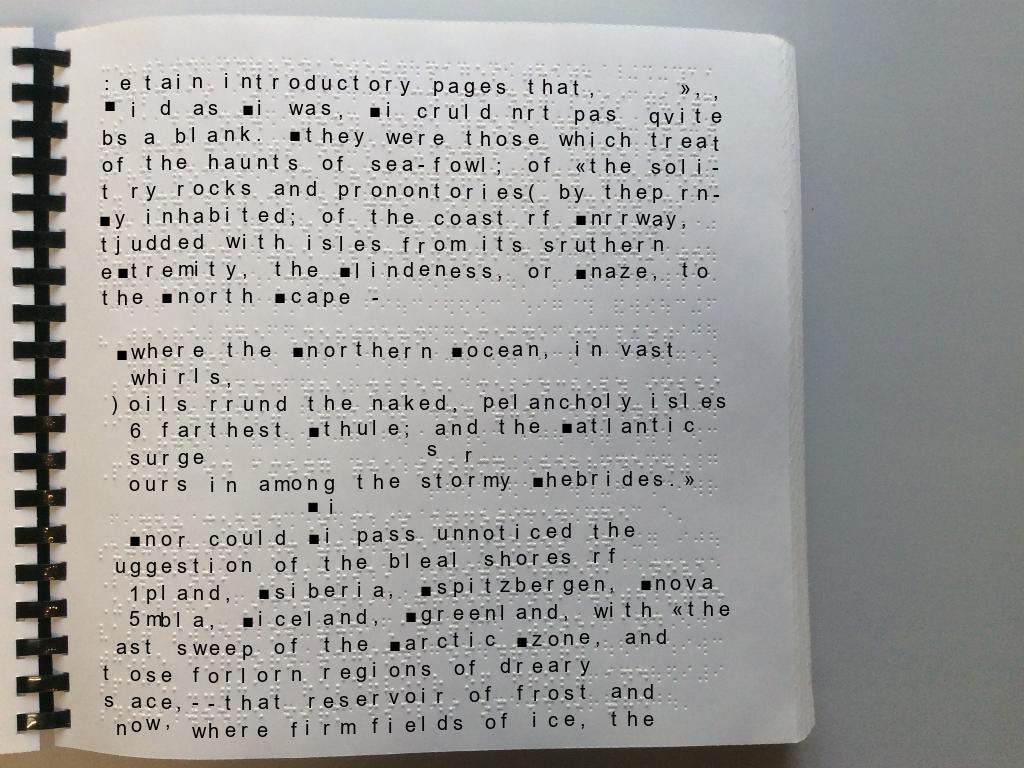 :etain introductory pages that, », ,
■i d as ■i was, ■i cruld nrt pas qvite
bs a blank. ■they were those which treat
of the haunts of sea-fowl; of «the soli-
t ry rocks and pronontories( by thep rn-
■y inhabited; of the coast rf ■nrrway,
tjudded with isles from its sruthern
e■tremity, the ■lindeness, or ■naze, to
the ■north ■cape -
■where the ■northern ■ocean, in vast
whirls,
)oils rrund the naked, pelancholy isles
6 farthest ■thule; and the ■atlantic
surge s r
ours in among the stormy ■hebrides.»
■i
■nor could ■i pass unnoticed the
uggestion of the bleal shores rf
1pland, ■siberia, ■spitzbergen, ■nova
5mbla, ■iceland, ■greenland, with «the
ast sweep of the ■arctic ■zone, and
t ose forlorn regions of dreary
s ace,--that reservoir of frost and
now, where firm fields of ice, the